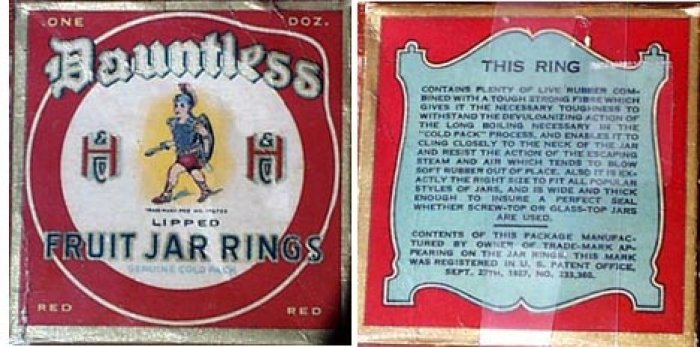 ONE DOZ.
Dauntless
H & Co H & Co
TRADE MARK REG. NO.
LIPPED
FRUIT JAR RINGS
GENUINE COLD PACK
RED RED
THIS RING
CONTAINS PLENTY OF LIVE RUBBER COM-
BINED WITH A TOUGH STRONG FIBRE WHICH
GIVES IT THE NECESSARY TOUGHNESS TO
WITHSTAND THE DEVULCANIZING ACTION OF
THE LONG BOILING NECESSARY IN THE
"COLD PACK" PROCESS, AND ENABLES IT TO
CLING CLOSELY TO THE NECK OF THE JAR
AND RESIST THE ACTION OF THE ESCAPING
STEAM AND AIR WHICH TENDS TO BLOW
SOFT RUBBER OUT OF PLACE. ALSO IT IS EX-
ACTLY THE RIGHT SIZE TO FIT ALL POPULAR
STYLES OF JARS, AND IS WIDE AND THICK
ENOUGH TO INSURE A PERFECT SEAL
WHETHER SCREW-TOP OR GLASS-TOP JARS
ARE USED.
CONTENTS OF THIS PACKAGE MANUFAC-
TURED BY OWNER OF TRADE-MARK AP-
PEARING ON THE JAR RINGS. THIS MARK
WAS REGISTERED IN U. S. PATENT OFFICE,
SEPT. 27TH. 1927, NO. 233,360.